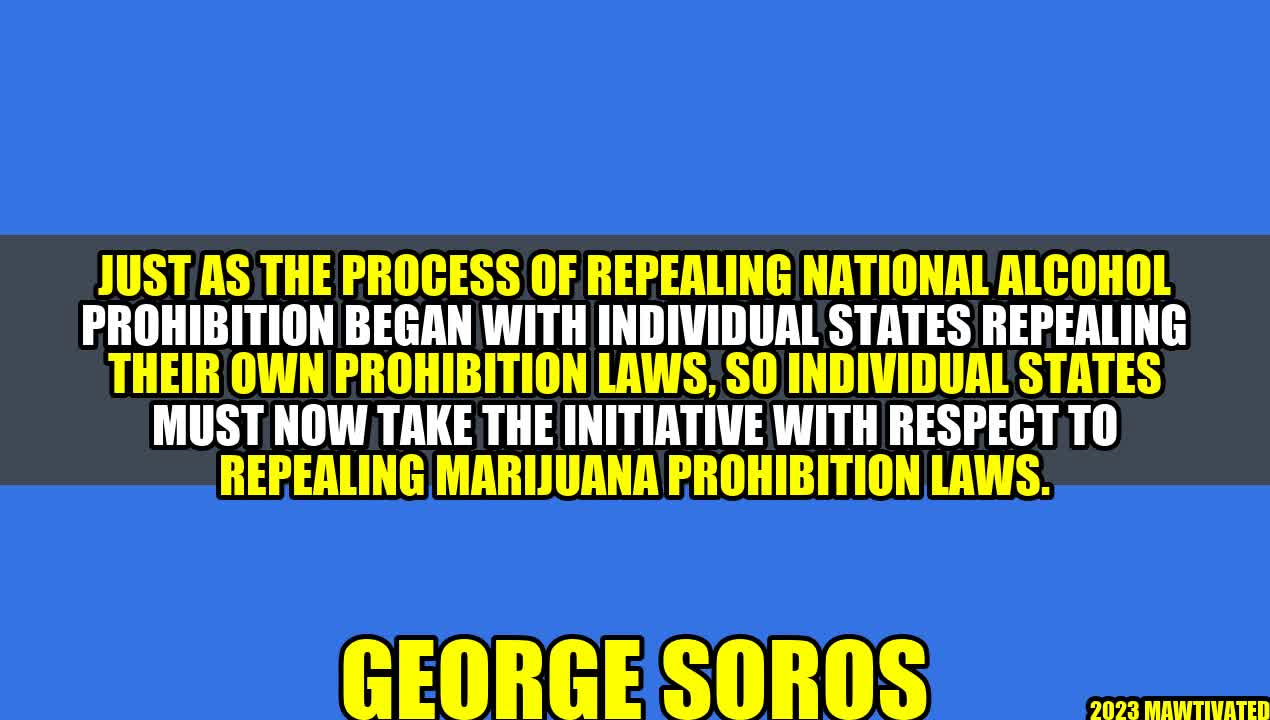 JUST AS THE PROCESS OF REPEALING NATIONAL ALCOHOL
PROHIBITION BEGAN WITH INDIVIDUAL STATES REPEALING
THEIR OWN PROHIBITION LAWS, SO INDIVIDUAL STATES
MUST NOW TAKE THE INITIATIVE WITH RESPECT TO
REPEALING MARIJUANA PROHIBITION LAWS.
GEORGE SOROS
2023 MAWTIVATED